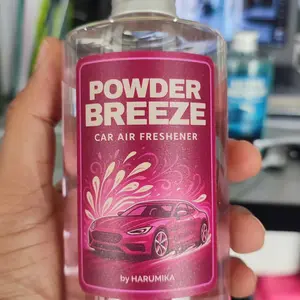 POWDER
BREEZE
CAR AIR FRESHENER
by HARUMIKA